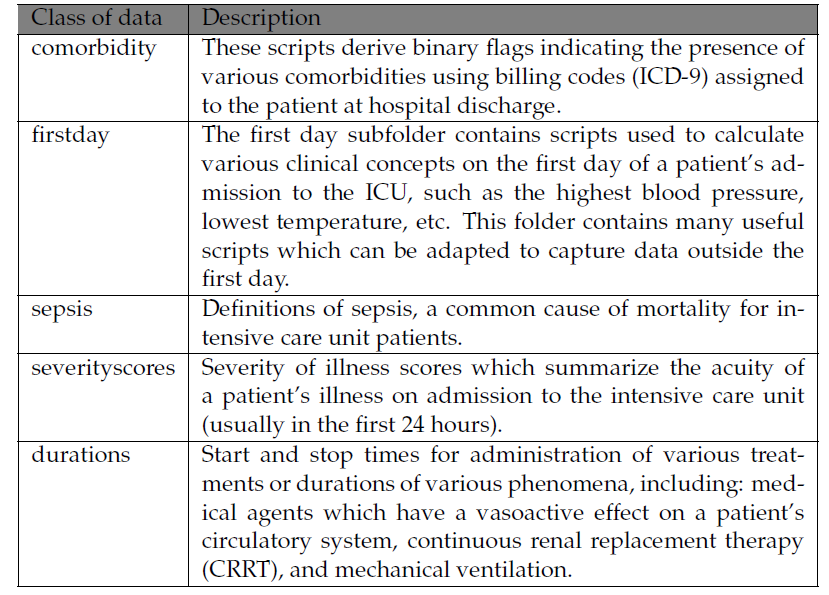 Class of data Description
comorbidity These scripts derive binary flags indicating the presence of
various comorbidities using billing codes (ICD-9) assigned
to the patient at hospital discharge.
firstday The first day subfolder contains scripts used to calculate
various clinical concepts on the first day of a patient's ad-
mission to the ICU, such as the highest blood pressure,
lowest temperature, etc. This folder contains many useful
scripts which can be adapted to capture data outside the
first day.
sepsis Definitions of sepsis, a common cause of mortality for in-
tensive care unit patients.
severityscores Severity of illness scores which summarize the acuity of
a patient's illness on admission to the intensive care unit
(usually in the first 24 hours).
durations Start and stop times for administration of various treat-
ments or durations of various phenomena, including: med-
ical agents which have a vasoactive effect on a patient's
circulatory system, continuous renal replacement therapy
(CRRT), and mechanical ventilation.